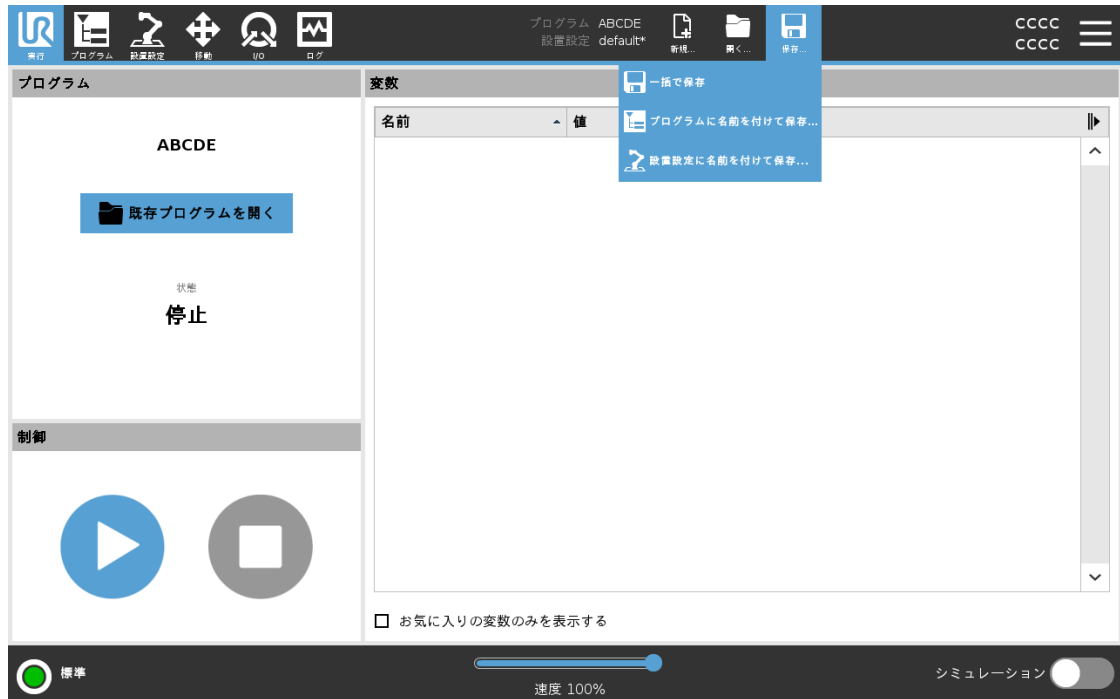 UR
実行
プログラム
設置設定
移動
I/O
ログ
プログラム ABCDE
設置設定 default*
新規...
開く...
保存...
CCCC
CCCC
一括で保存
プログラムに名前を付けて保存...
設置設定に名前を付けて保存...
プログラム
ABCDE
既存プログラムを開く
状態
停止
制御
変数
名前 値
お気に入りの変数のみを表示する
標準
速度 100%
シミュレーション